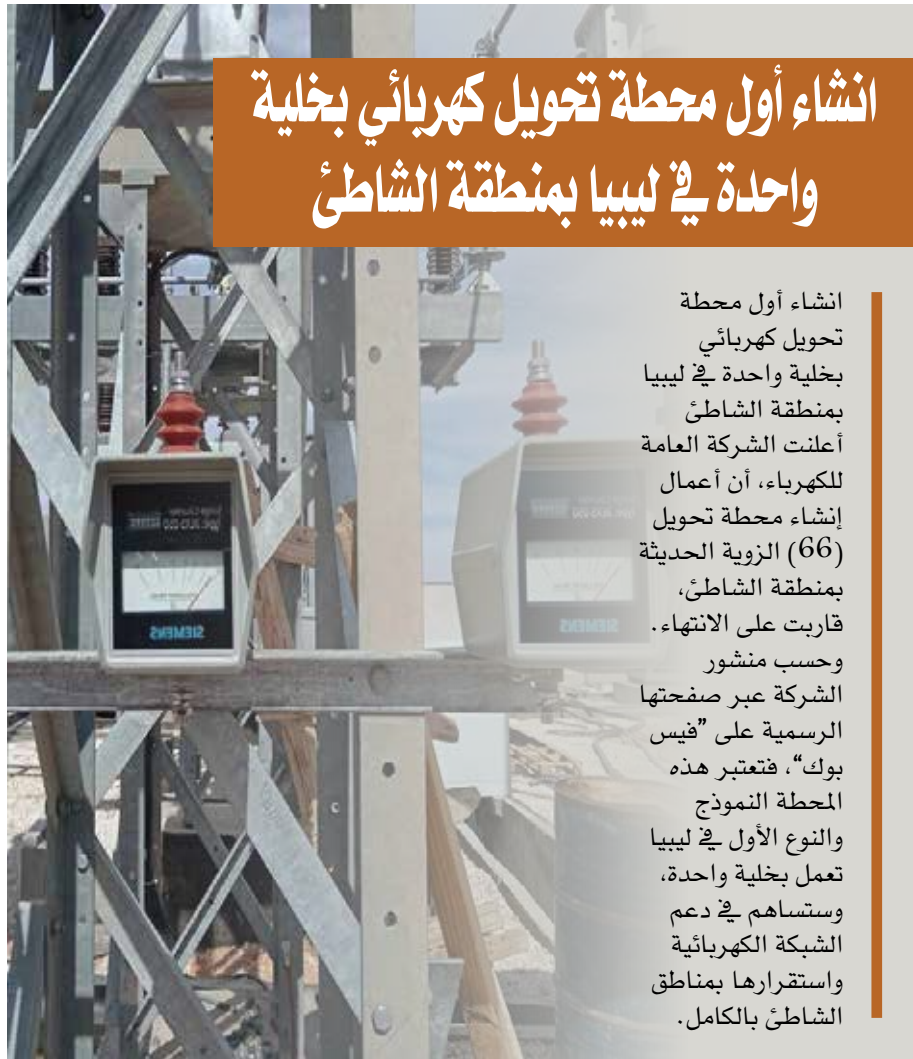 انشاء أول محطة تحويل كهربائي بخلية
واحدة في ليبيا بمنطقة الشاطئ
انشاء أول محطة
تحويل كهربائي
بخلية واحدة في ليبيا
بمنطقة الشاطئ
أعلنت الشركة العامة
للكهرباء، أن أعمال
إنشاء محطة تحويل
(66) الزوية الحديثة
بمنطقة الشاطئ،
قاربت على الانتهاء.
وحسب منشور
الشركة عبر صفحتها
الرسمية على "فيس
بوك"، فتعتبر هذه
المحطة النموذج
والنوع الأول في ليبيا
تعمل بخلية واحدة،
وستساهم في دعم
الشبكة الكهربائية
واستقرارها بمناطق
الشاطئ بالكامل.
SIEMENS
SIEMENS